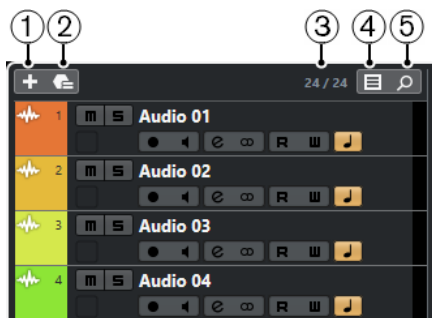 1 2 3 4 5
24 / 24
1 m S Audio 01
e R W
2 m S Audio 02
e R W
3 m S Audio 03
e R W
4 m S Audio 04
e R W